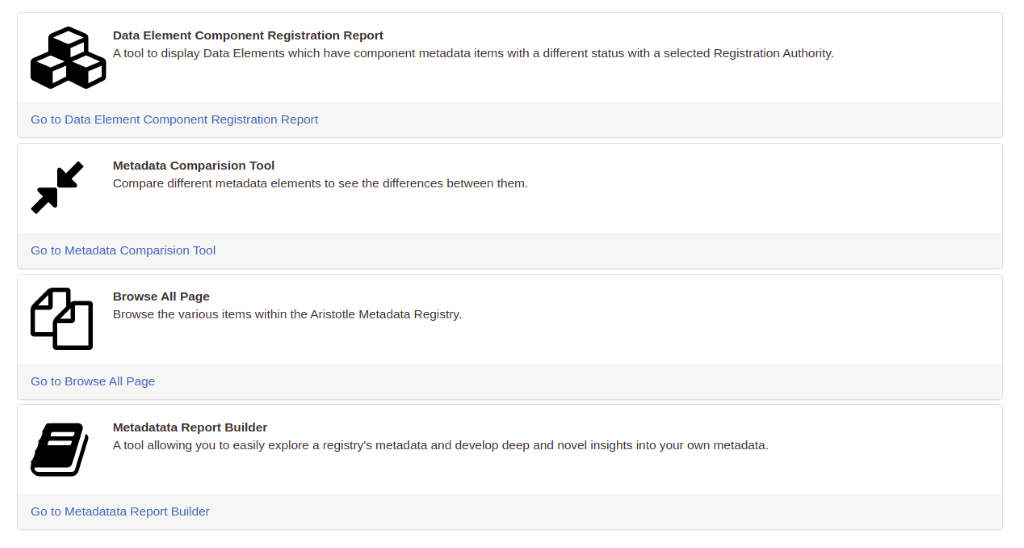 Data Element Component Registration Report
A tool to display Data Elements which have component metadata items with a different status with a selected Registration Authority.
Go to Data Element Component Registration Report
Metadata Comparision Tool
Compare different metadata elements to see the differences between them.
Go to Metadata Comparision Tool
Browse All Page
Browse the various items within the Aristotle Metadata Registry.
Go to Browse All Page
Metadatata Report Builder
A tool allowing you to easily explore a registry's metadata and develop deep and novel insights into your own metadata.
Go to Metadatata Report Builder